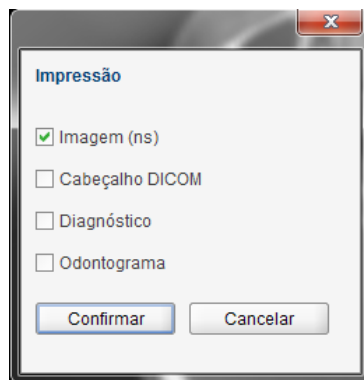 Impressão
Imagem (ns)
Cabeçalho DICOM
Diagnóstico
Odontograma
Confirmar
Cancelar